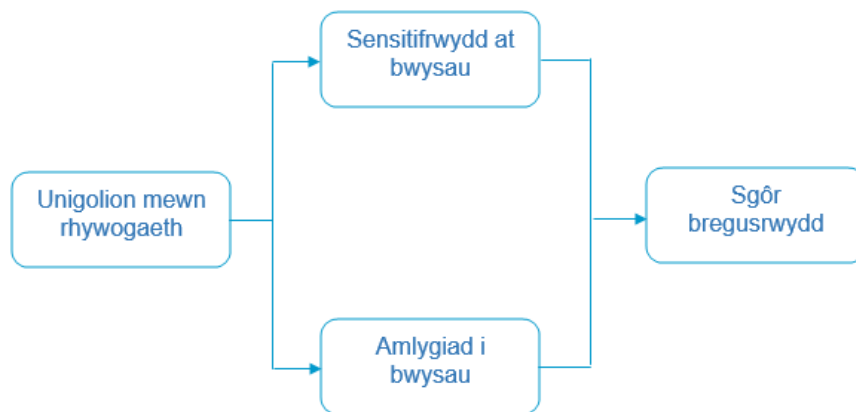 Sensitifrwydd at
bwysau
Unigolion mewn
rhywogaeth
Sgôr
bregusrwydd
Amlygiad i
bwysau